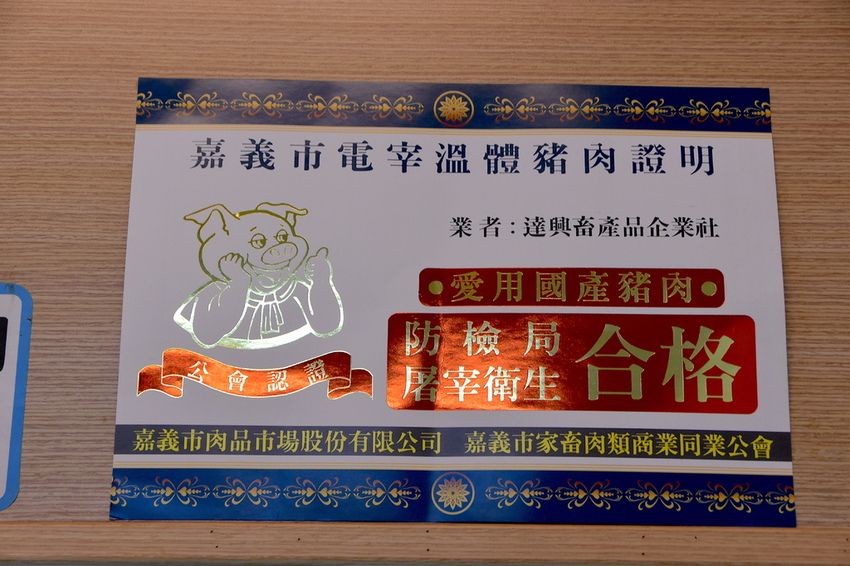 嘉義市電宰溫體豬肉證明
業者：達興畜產品企業社
•愛用國產豬肉•
防檢局
屠宰衛生
合格
公會認證
嘉義市肉品市場股份有限公司 嘉義市家畜肉類商業同業公會